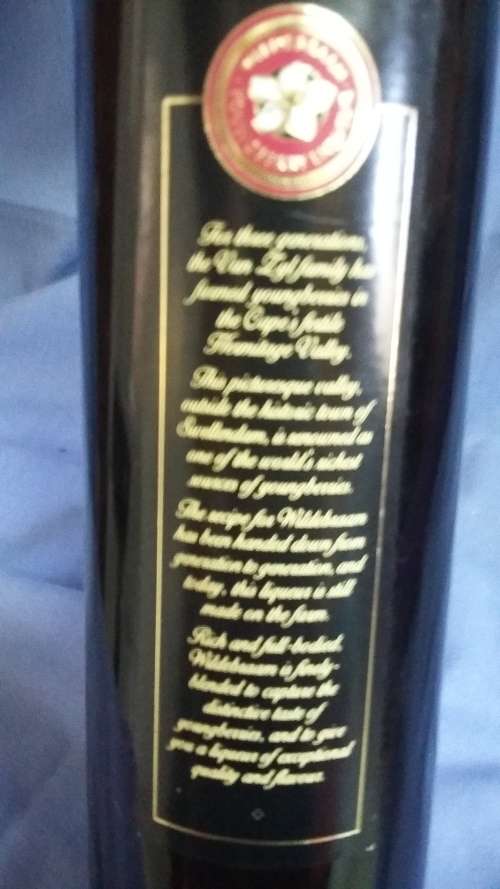 For three generations,
the Van Zyl family has
farmed youngberries in
the Cape's fertile
Hermitage Valley.
This picturesque valley,
outside the historic town of
Swellendam, is renowned as
one of the world's richest
sources of youngberries.
The recipe for Wildebraam
has been handed down from
generation to generation, and
today, this liqueur is still
made on the farm.
Rich and full-bodied,
Wildebraam is finely-
blended to capture the
distinctive taste of
youngberries, and to give
you a liqueur of exceptional
quality and flavour.